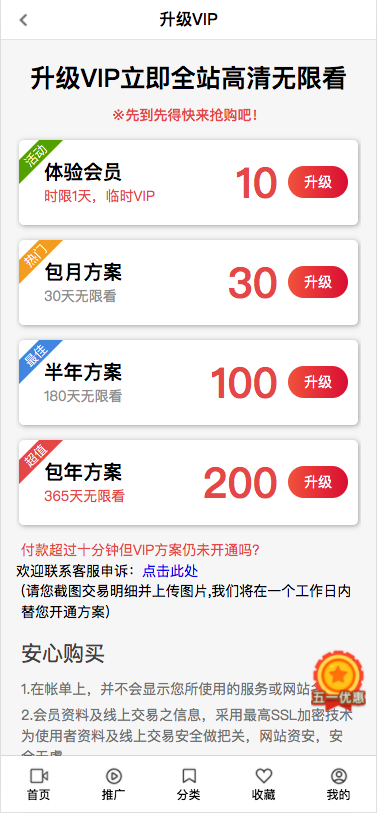 升级VIP
升级VIP立即全站高清无限看
※先到先得快来抢购吧!
活动
体验会员
时限1天，临时VIP
10
升级
热门
包月方案
30天无限看
30
升级
最佳
半年方案
180天无限看
100
升级
超值
包年方案
365天无限看
200
升级
付款超过十分钟但VIP方案仍未开通吗?
欢迎联系客服申诉：点击此处
(请您截图交易明细并上传图片,我们将在一个工作日内
替您开通方案)
安心购买
1.在帐单上，并不会显示您所使用的服务或网站
五一优惠
2.会员资料及线上交易之信息，采用最高SSL加密技术
为使用者资料及线上交易安全做把关，网站资安，安
首页
推广
分类
收藏
我的